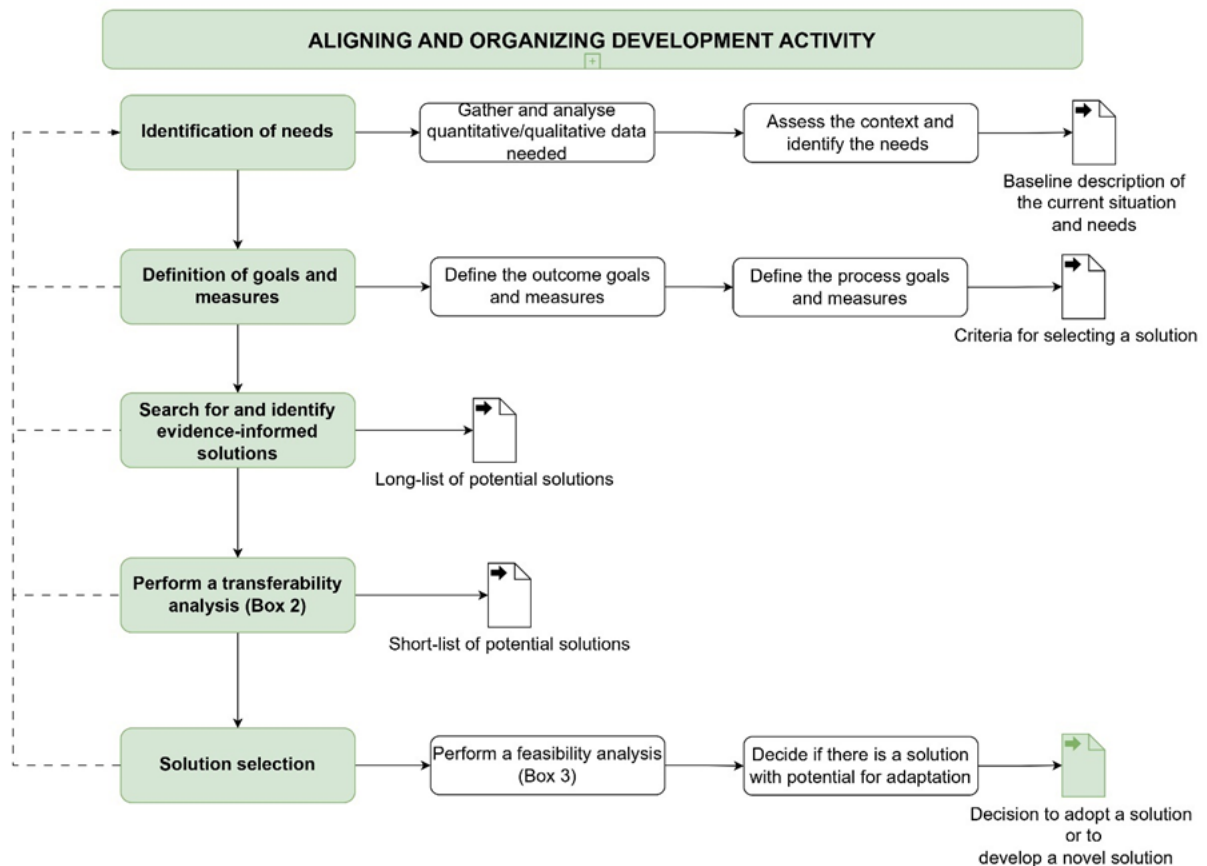 ALIGNING AND ORGANIZING DEVELOPMENT ACTIVITY
Identification of needs
Gather and analyse
quantitative/qualitative data
needed
Assess the context and
identify the needs
Baseline description of
the current situation
and needs
Definition of goals and
measures
Define the outcome goals
and measures
Define the process goals
and measures
Criteria for selecting a solution
Search for and identify
evidence-informed
solutions
Long-list of potential solutions
Perform a transferability
analysis (Box 2)
Short-list of potential solutions
Solution selection
Perform a feasibility analysis
(Box 3)
Decide if there is a solution
with potential for adaptation
Decision to adopt a solution
or to
develop a novel solution